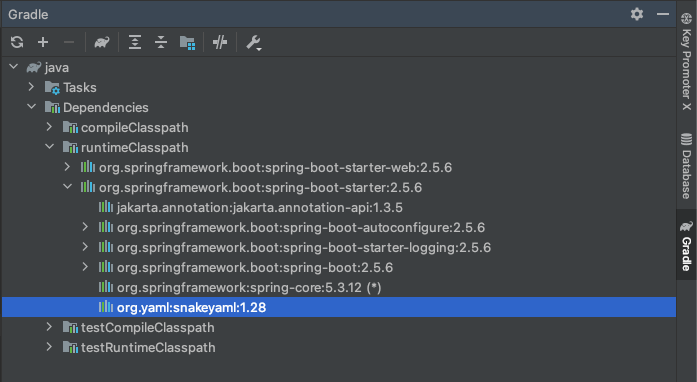 Gradle
java
Tasks
Dependencies
compileClasspath
runtimeClasspath
org.springframework.boot:spring-boot-starter-web:2.5.6
org.springframework.boot:spring-boot-starter:2.5.6
jakarta.annotation:jakarta.annotation-api:1.3.5
org.springframework.boot:spring-boot-autoconfigure:2.5.6
org.springframework.boot:spring-boot-starter-logging:2.5.6
org.springframework.boot:spring-boot:2.5.6
org.springframework:spring-core:5.3.12 (*)
org.yaml:snakeyaml:1.28
testCompileClasspath
testRuntimeClasspath
Key Promoter X
Database
Gradle